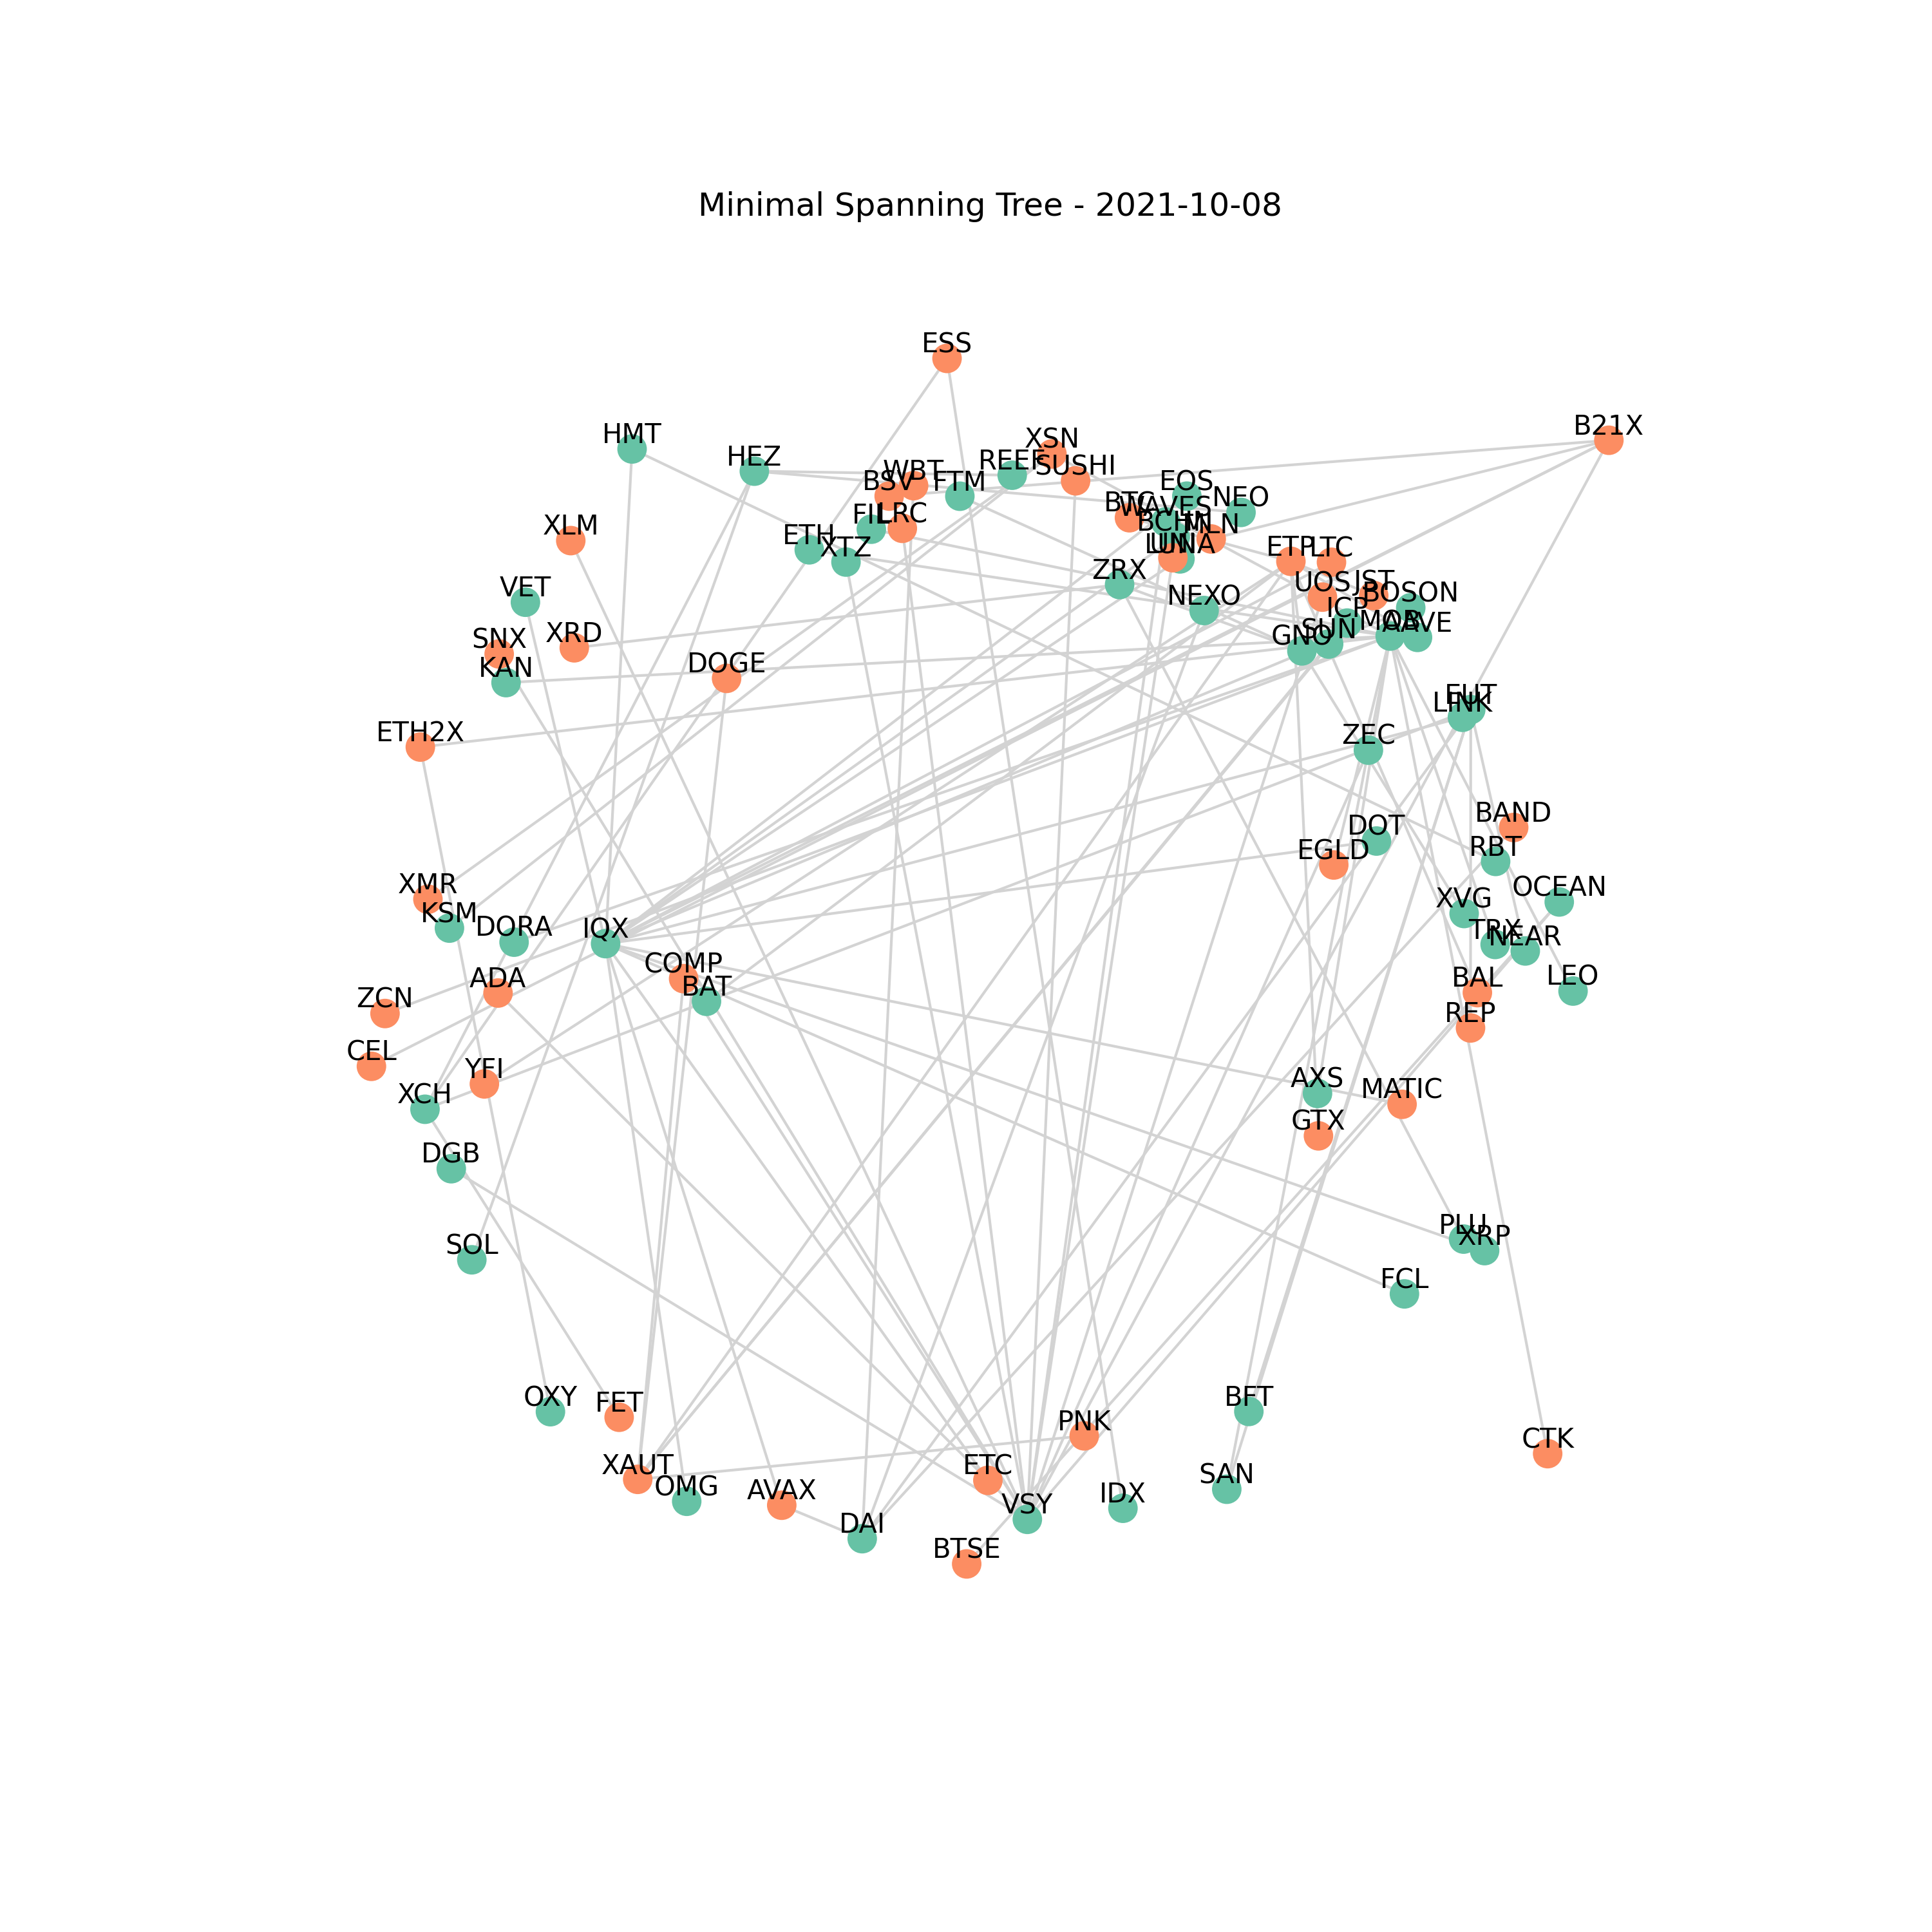 Minimal Spanning Tree - 2021-10-08
ESS
B21X
HMT
XSN
HEZ
REEF
SUSHI
WBT
BSV
FTM
EOS
NEO
BTC
WAVES
XLM
FIL
LRC
BCHN
MLN
ETH
XTZ
LUNA
UNI
ETP
LTC
ZRX
VET
UOS
JST
BOSON
NEXO
ICP
XRD
SNX
KAN
GNO
SUN
MOB
AAVE
DOGE
EUT
LINK
ETH2X
ZEC
BAND
DOT
EGLD
RBT
XMR
OCEAN
XVG
KSM
DORA
IQX
TRX
NEAR
COMP
BAT
ADA
BAL
LEO
ZCN
REP
CEL
YFI
AXS
MATIC
XCH
GTX
DGB
PLU
XRP
SOL
FCL
OXY
FET
BFT
PNK
CTK
XAUT
ETC
OMG
AVAX
IDX
SAN
VSY
DAI
BTSE